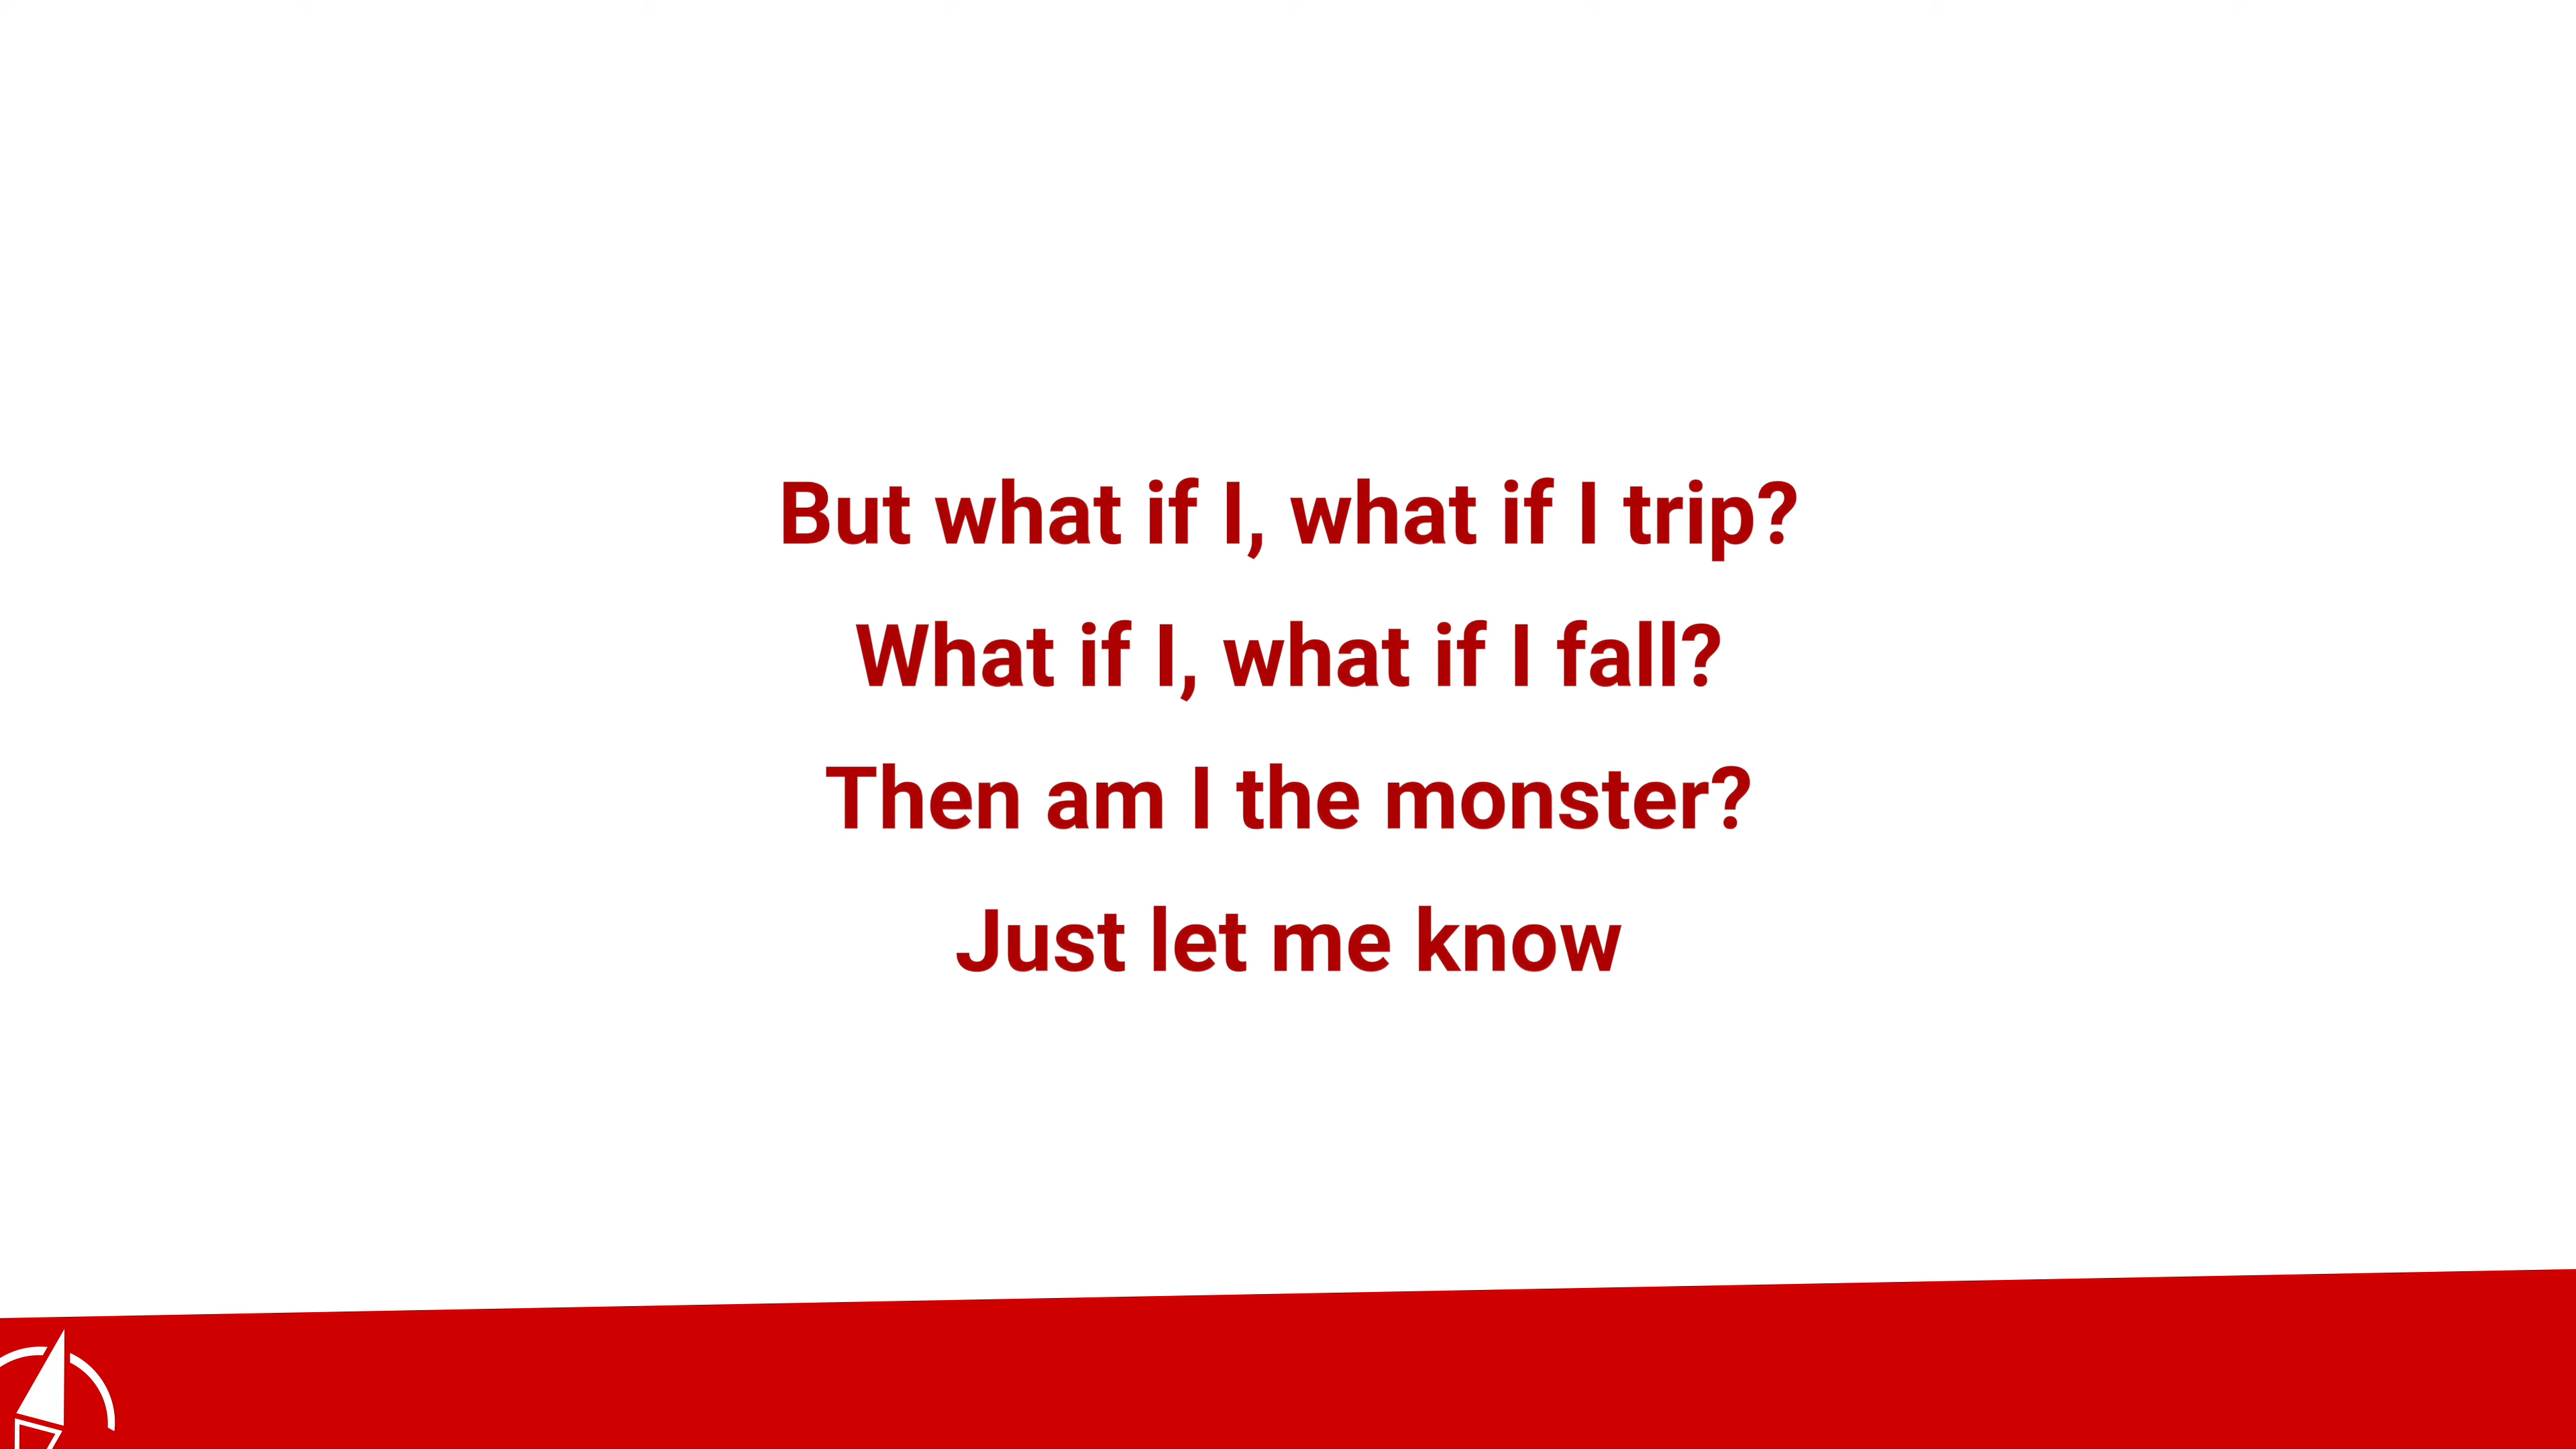 But what if I, what if I trip?
What if I, what if I fall?
Then am I the monster?
Just let me know